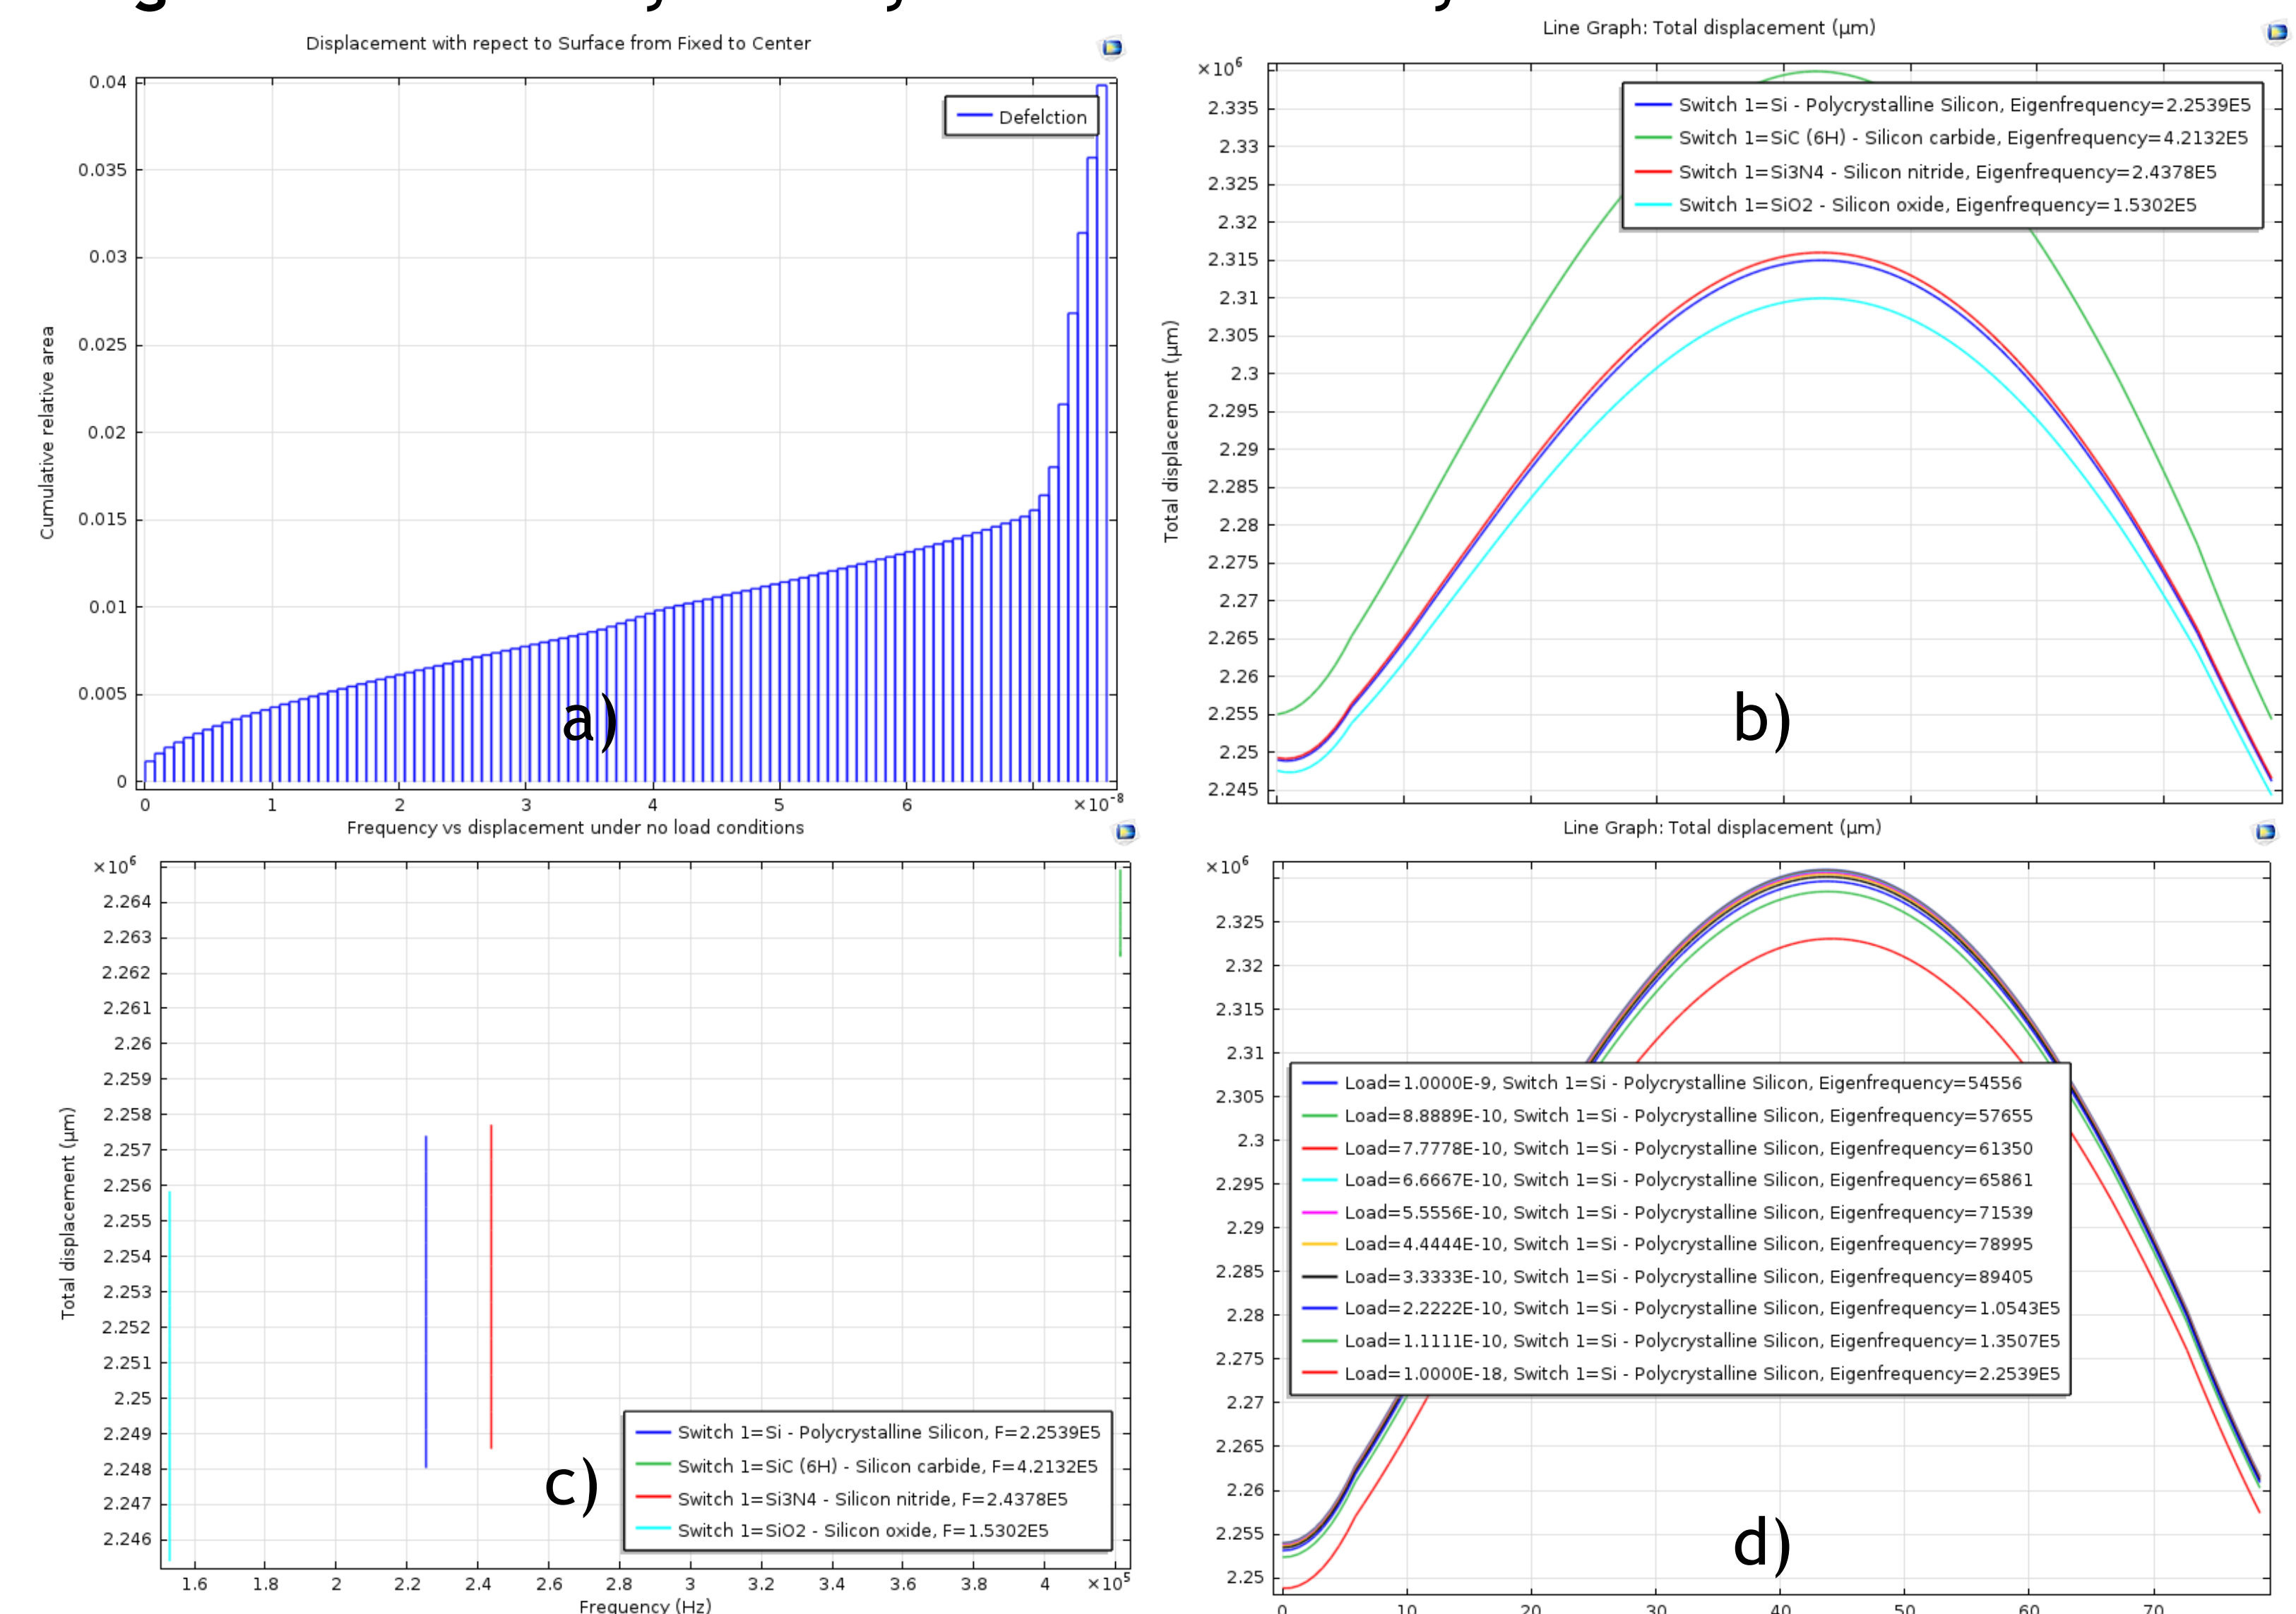 Displacement with repect to Surface from Fixed to Center
0.04
0.035
0.03
0.025
0.02
0.015
0.01
0.005
0
Cumulative relative area
Defelction
a)
0 1 2 3 4 5 6 ×10⁻⁸
Line Graph: Total displacement (µm)
×10⁶
2.335
2.33
2.325
2.32
2.315
2.31
2.305
2.3
2.295
2.29
2.285
2.28
2.275
2.27
2.265
2.26
2.255
2.25
2.245
Total displacement (µm)
Switch 1=Si - Polycrystalline Silicon, Eigenfrequency=2.2539E5
Switch 1=SiC (6H) - Silicon carbide, Eigenfrequency=4.2132E5
Switch 1=Si3N4 - Silicon nitride, Eigenfrequency=2.4378E5
Switch 1=SiO2 - Silicon oxide, Eigenfrequency=1.5302E5
b)
Frequency vs displacement under no load conditions
×10⁶
2.264
2.263
2.262
2.261
2.26
2.259
2.258
2.257
2.256
2.255
2.254
2.253
2.252
2.251
2.25
2.249
2.248
2.247
2.246
Total displacement (µm)
Switch 1=Si - Polycrystalline Silicon, F=2.2539E5
Switch 1=SiC (6H) - Silicon carbide, F=4.2132E5
Switch 1=Si3N4 - Silicon nitride, F=2.4378E5
Switch 1=SiO2 - Silicon oxide, F=1.5302E5
c)
1.6 1.8 2 2.2 2.4 2.6 2.8 3 3.2 3.4 3.6 3.8 4 ×10⁵
Frequency (Hz)
Line Graph: Total displacement (µm)
×10⁶
2.325
2.32
2.315
2.31
2.305
2.3
2.295
2.29
2.285
2.28
2.275
2.27
2.265
2.26
2.255
2.25
Load=1.0000E-9, Switch 1=Si - Polycrystalline Silicon, Eigenfrequency=54556
Load=8.8889E-10, Switch 1=Si - Polycrystalline Silicon, Eigenfrequency=57655
Load=7.7778E-10, Switch 1=Si - Polycrystalline Silicon, Eigenfrequency=61350
Load=6.6667E-10, Switch 1=Si - Polycrystalline Silicon, Eigenfrequency=65861
Load=5.5556E-10, Switch 1=Si - Polycrystalline Silicon, Eigenfrequency=71539
Load=4.4444E-10, Switch 1=Si - Polycrystalline Silicon, Eigenfrequency=78995
Load=3.3333E-10, Switch 1=Si - Polycrystalline Silicon, Eigenfrequency=89405
Load=2.2222E-10, Switch 1=Si - Polycrystalline Silicon, Eigenfrequency=1.0543E5
Load=1.1111E-10, Switch 1=Si - Polycrystalline Silicon, Eigenfrequency=1.3507E5
Load=1.0000E-18, Switch 1=Si - Polycrystalline Silicon, Eigenfrequency=2.2539E5
d)
0 10 20 30 40 50 60 70